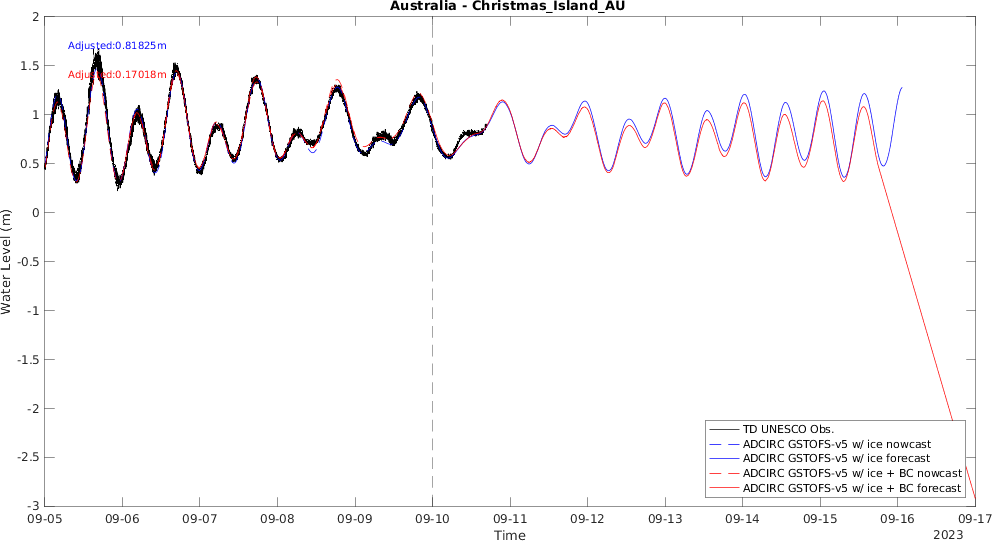 Australia - Christmas_Island_AU
Adjusted:0.81825m
Adjusted:0.17018m
Water Level (m)
2
1.5
1
0.5
0
-0.5
-1
-1.5
-2
-2.5
-3
TD UNESCO Obs.
ADCIRC GSTOFS-v5 w/ ice nowcast
ADCIRC GSTOFS-v5 w/ ice forecast
ADCIRC GSTOFS-v5 w/ ice + BC nowcast
ADCIRC GSTOFS-v5 w/ ice + BC forecast
09-05 09-06 09-07 09-08 09-09 09-10 09-11 09-12 09-13 09-14 09-15 09-16 09-17
Time
2023